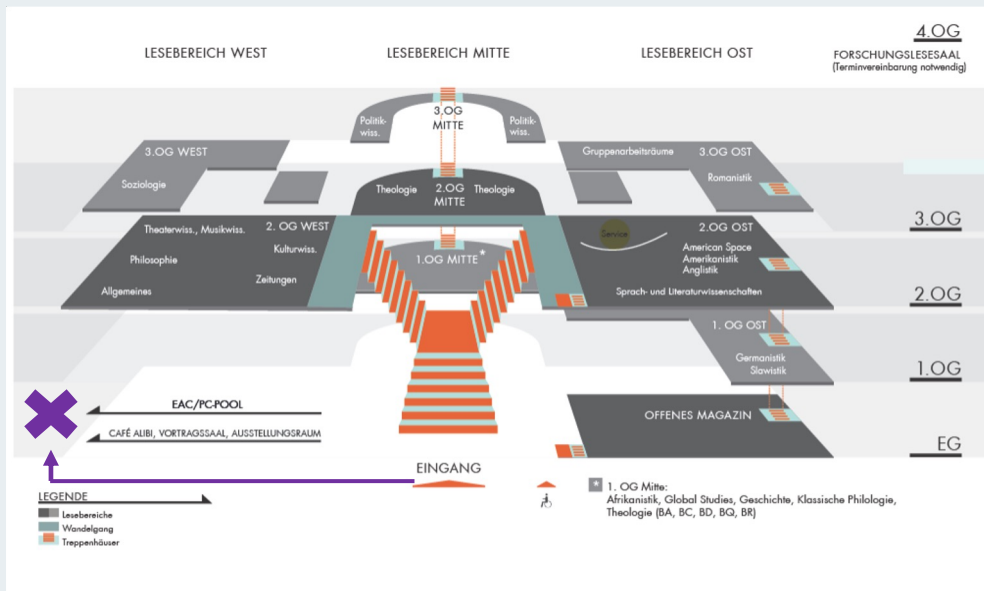 4.OG
FORSCHUNGSLESESAAL
(Terminvereinbarung notwendig)
LESEBEREICH WEST
LESEBEREICH MITTE
LESEBEREICH OST
3.OG
MITTE
Politik-
wiss.
Politik-
wiss.
3.OG WEST
Soziologie
Gruppenarbeitsräume
3.OG OST
Romanistik
Theologie
2.OG
MITTE
Theologie
3.OG
Theaterwiss., Musikwiss.
2. OG WEST
Kulturwiss.
Philosophie
Zeitungen
Allgemeines
1.OG MITTE*
Service
2.OG OST
American Space
Amerikanistik
Anglistik
Sprach- und Literaturwissenschaften
2.OG
1. OG OST
Germanistik
Slawistik
1.OG
EAC/PC-POOL
CAFÉ ALIBI, VORTRAGSSAAL, AUSSTELLUNGSRAUM
OFFENES MAGAZIN
EG
EINGANG
LEGENDE
Lesebereiche
Wandelgang
Treppenhäuser
* 1. OG Mitte:
Afrikanistik, Global Studies, Geschichte, Klassische Philologie,
Theologie (BA, BC, BD, BQ, BR)